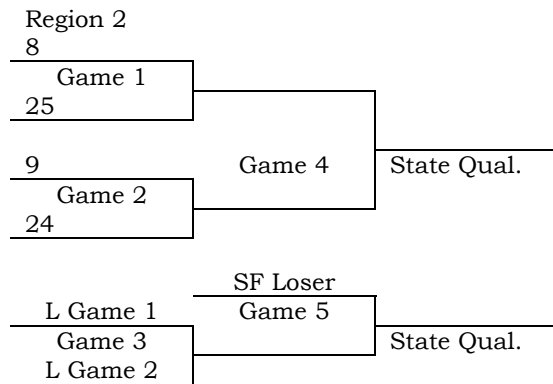 Region 2
8
Game 1
25
9
Game 4
State Qual.
Game 2
24
SF Loser
L Game 1
Game 5
Game 3
State Qual.
L Game 2